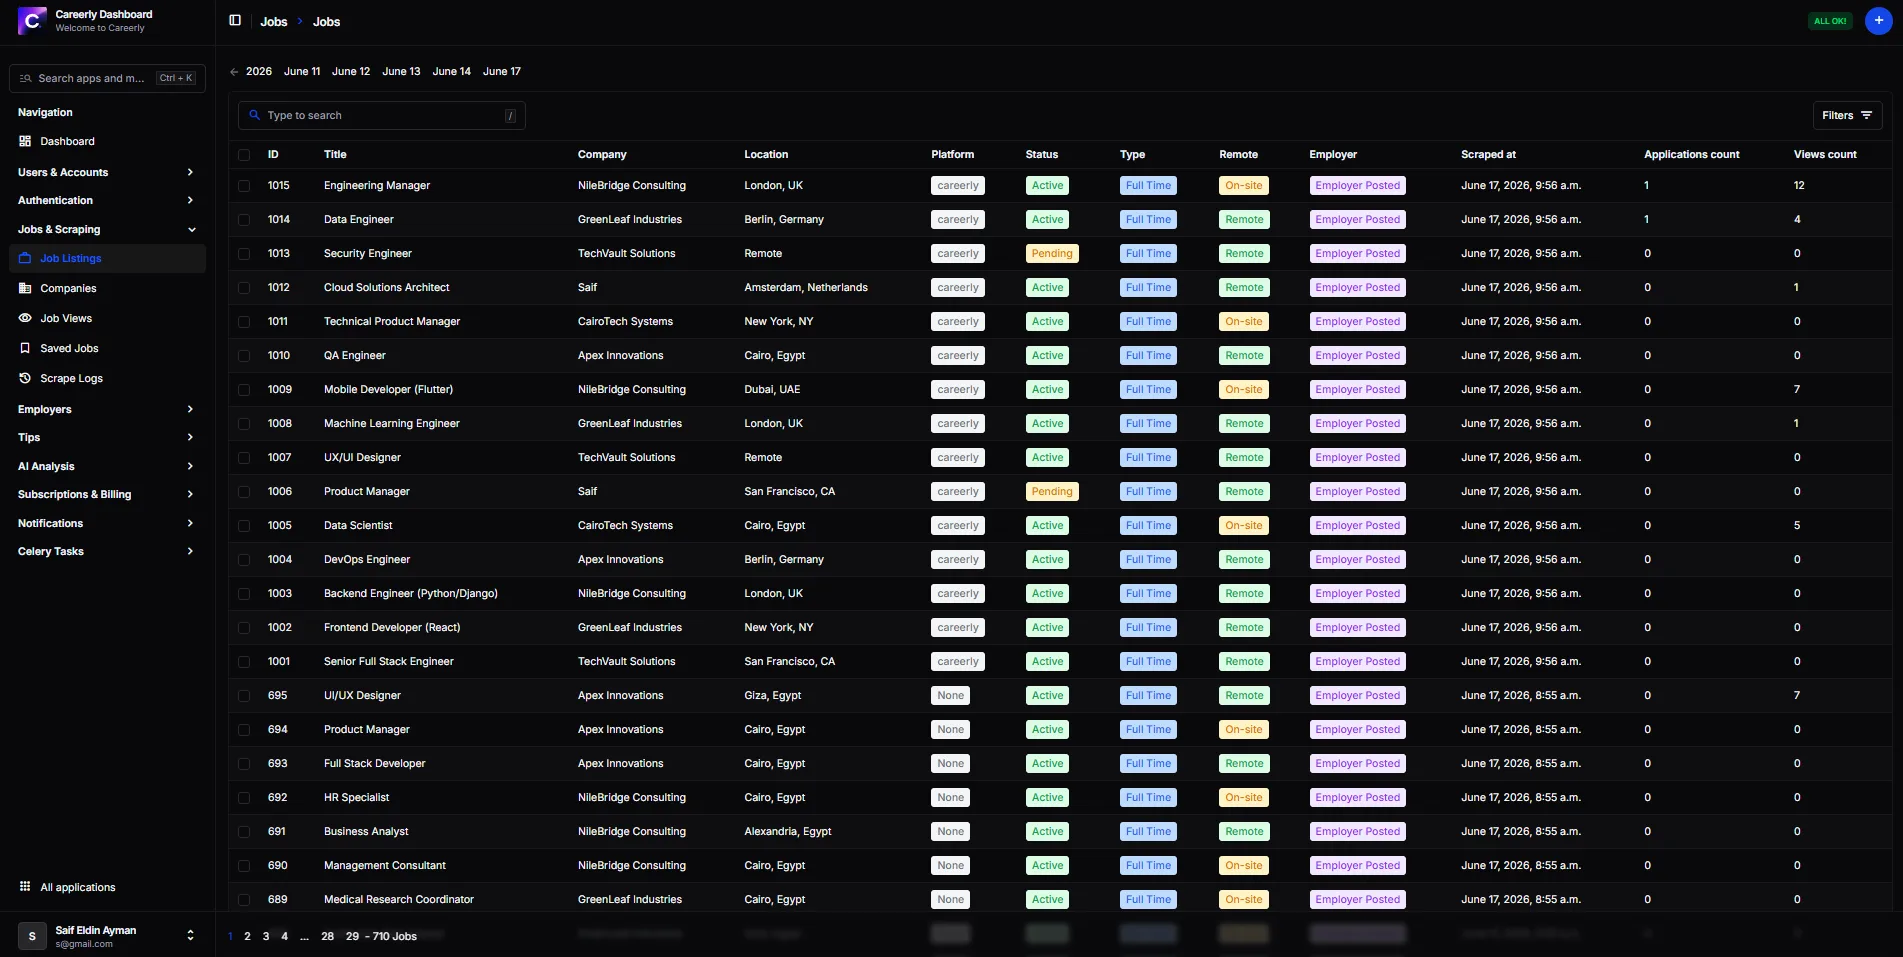 Careerly Dashboard
Welcome to Careerly
Jobs > Jobs
ALL OK!
Search apps and m... Ctrl + K
Navigation
Dashboard
Users & Accounts
Authentication
Jobs & Scraping
Job Listings
Companies
Job Views
Saved Jobs
Scrape Logs
Employers
Tips
AI Analysis
Subscriptions & Billing
Notifications
Celery Tasks
All applications
S
Saif Eldin Ayman
s@gmail.com
2026 June 11 June 12 June 13 June 14 June 17
Type to search /
Filters
ID Title Company Location Platform Status Type Remote Employer Scraped at Applications count Views count
1015 Engineering Manager NileBridge Consulting London, UK careerly Active Full Time On-site Employer Posted June 17, 2026, 9:56 a.m. 1 12
1014 Data Engineer GreenLeaf Industries Berlin, Germany careerly Active Full Time Remote Employer Posted June 17, 2026, 9:56 a.m. 1 4
1013 Security Engineer TechVault Solutions Remote careerly Pending Full Time Remote Employer Posted June 17, 2026, 9:56 a.m. 0 0
1012 Cloud Solutions Architect Saif Amsterdam, Netherlands careerly Active Full Time Remote Employer Posted June 17, 2026, 9:56 a.m. 0 1
1011 Technical Product Manager CairoTech Systems New York, NY careerly Active Full Time On-site Employer Posted June 17, 2026, 9:56 a.m. 0 0
1010 QA Engineer Apex Innovations Cairo, Egypt careerly Active Full Time Remote Employer Posted June 17, 2026, 9:56 a.m. 0 0
1009 Mobile Developer (Flutter) NileBridge Consulting Dubai, UAE careerly Active Full Time On-site Employer Posted June 17, 2026, 9:56 a.m. 0 7
1008 Machine Learning Engineer GreenLeaf Industries London, UK careerly Active Full Time Remote Employer Posted June 17, 2026, 9:56 a.m. 0 1
1007 UX/UI Designer TechVault Solutions Remote careerly Active Full Time Remote Employer Posted June 17, 2026, 9:56 a.m. 0 0
1006 Product Manager Saif San Francisco, CA careerly Pending Full Time Remote Employer Posted June 17, 2026, 9:56 a.m. 0 0
1005 Data Scientist CairoTech Systems Cairo, Egypt careerly Active Full Time On-site Employer Posted June 17, 2026, 9:56 a.m. 0 5
1004 DevOps Engineer Apex Innovations Berlin, Germany careerly Active Full Time Remote Employer Posted June 17, 2026, 9:56 a.m. 0 0
1003 Backend Engineer (Python/Django) NileBridge Consulting London, UK careerly Active Full Time Remote Employer Posted June 17, 2026, 9:56 a.m. 0 0
1002 Frontend Developer (React) GreenLeaf Industries New York, NY careerly Active Full Time Remote Employer Posted June 17, 2026, 9:56 a.m. 0 0
1001 Senior Full Stack Engineer TechVault Solutions San Francisco, CA careerly Active Full Time Remote Employer Posted June 17, 2026, 9:56 a.m. 0 0
695 UI/UX Designer Apex Innovations Giza, Egypt None Active Full Time Remote Employer Posted June 17, 2026, 8:55 a.m. 0 7
694 Product Manager Apex Innovations Cairo, Egypt None Active Full Time On-site Employer Posted June 17, 2026, 8:55 a.m. 0 0
693 Full Stack Developer Apex Innovations Cairo, Egypt None Active Full Time Remote Employer Posted June 17, 2026, 8:55 a.m. 0 0
692 HR Specialist NileBridge Consulting Cairo, Egypt None Active Full Time On-site Employer Posted June 17, 2026, 8:55 a.m. 0 0
691 Business Analyst NileBridge Consulting Alexandria, Egypt None Active Full Time Remote Employer Posted June 17, 2026, 8:55 a.m. 0 0
690 Management Consultant NileBridge Consulting Cairo, Egypt None Active Full Time On-site Employer Posted June 17, 2026, 8:55 a.m. 0 0
689 Medical Research Coordinator GreenLeaf Industries Cairo, Egypt None Active Full Time On-site Employer Posted June 17, 2026, 8:55 a.m. 0 0
1 2 3 4 ... 28 29 - 710 Jobs